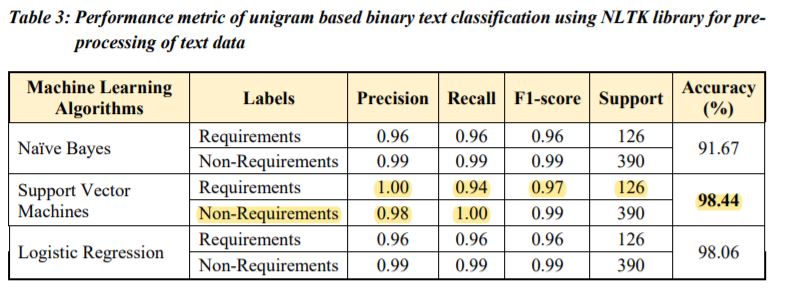 Table 3: Performance metric of unigram based binary text classification using NLTK library for pre-
processing of text data
Machine Learning Algorithms Labels Precision Recall F1-score Support Accuracy (%)
Naïve Bayes Requirements 0.96 0.96 0.96 126 91.67
Non-Requirements 0.99 0.99 0.99 390
Support Vector Machines Requirements 1.00 0.94 0.97 126 98.44
Non-Requirements 0.98 1.00 0.99 390
Logistic Regression Requirements 0.96 0.96 0.96 126 98.06
Non-Requirements 0.99 0.99 0.99 390